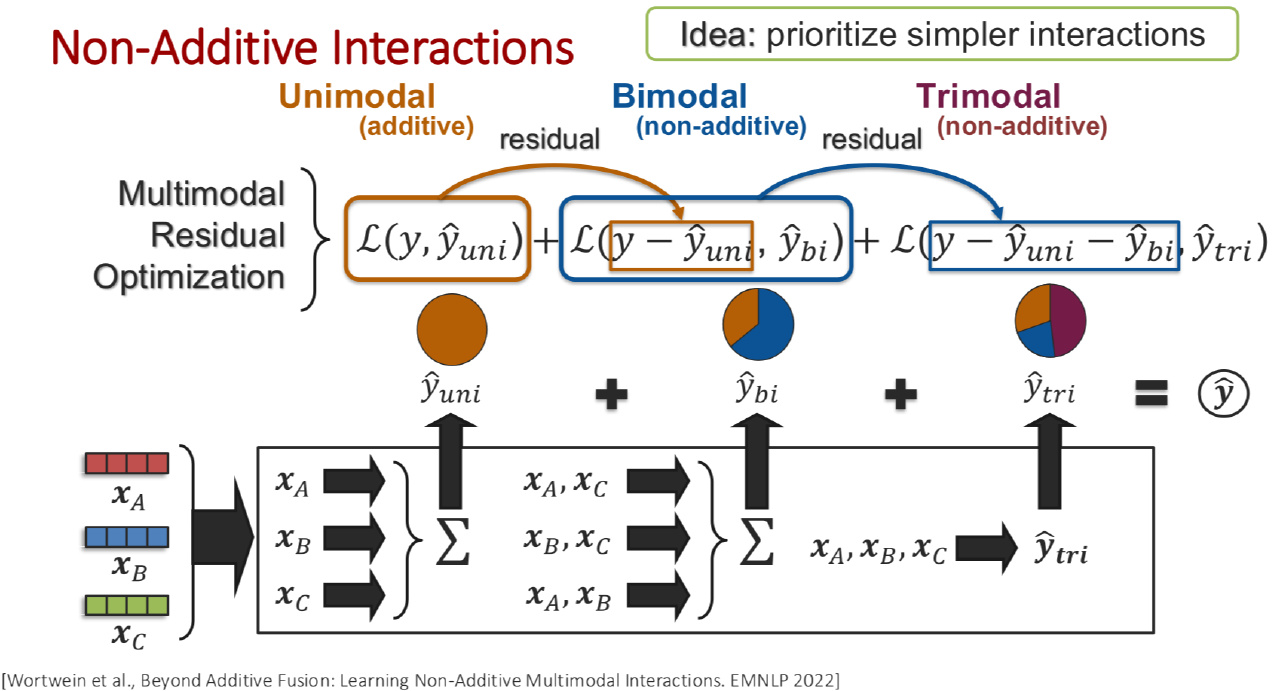 Non-Additive Interactions
Idea: prioritize simpler interactions
Unimodal
(additive)
Bimodal
(non-additive)
Trimodal
(non-additive)
residual
residual
Multimodal
Residual
Optimization
ℒ(y, ŷ_uni) + ℒ(y − ŷ_uni, ŷ_bi) + ℒ(y − ŷ_uni − ŷ_bi, ŷ_tri)
ŷ_uni + ŷ_bi + ŷ_tri = ŷ
x_A
x_B
x_C
x_A
x_B
x_C
∑
x_A, x_C
x_B, x_C
x_A, x_B
∑
x_A, x_B, x_C
ŷ_tri
[Wortwein et al., Beyond Additive Fusion: Learning Non-Additive Multimodal Interactions. EMNLP 2022]